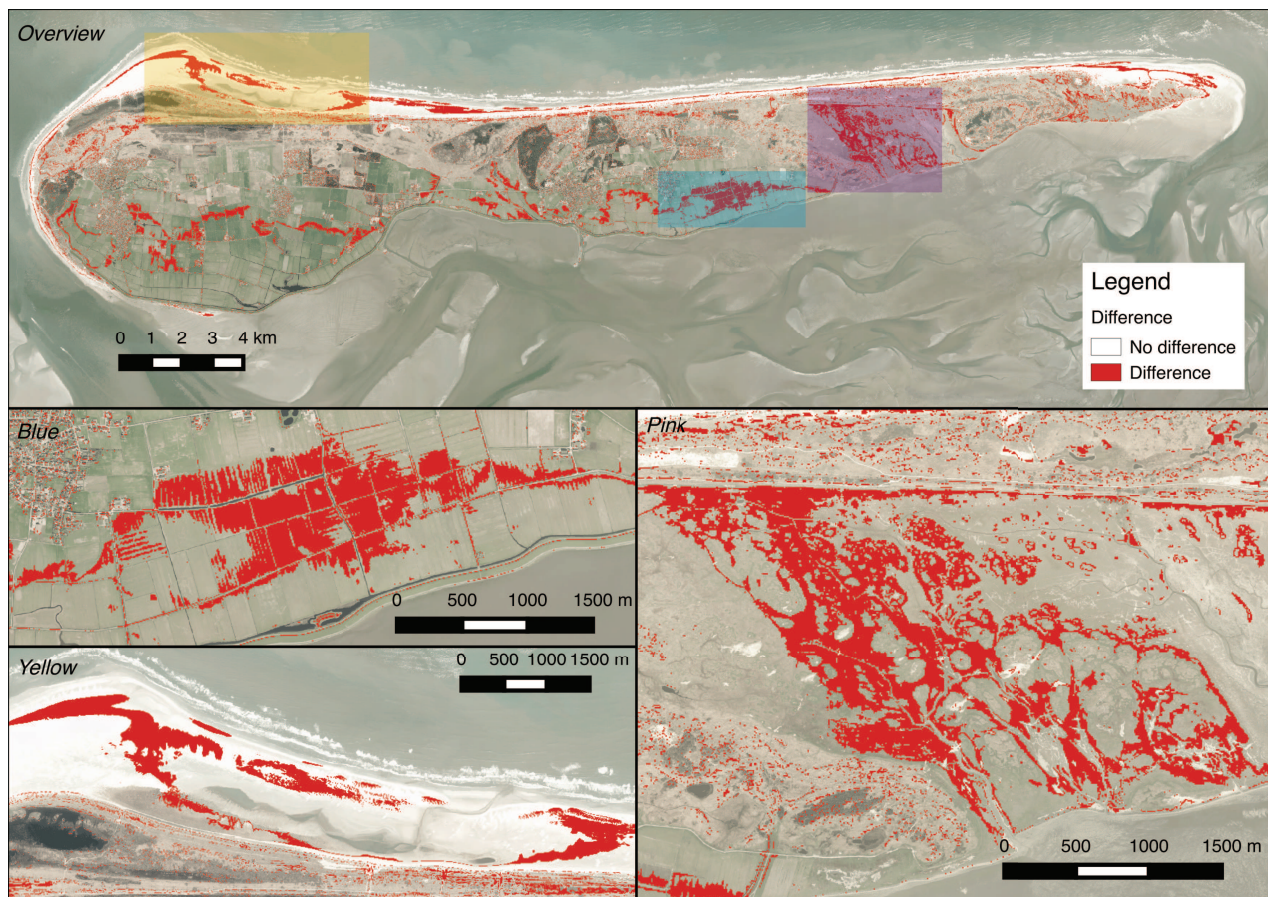 Overview
0 1 2 3 4 km
Legend
Difference
No difference
Difference
Blue
0 500 1000 1500 m
Yellow
0 500 1000 1500 m
Pink
0 500 1000 1500 m